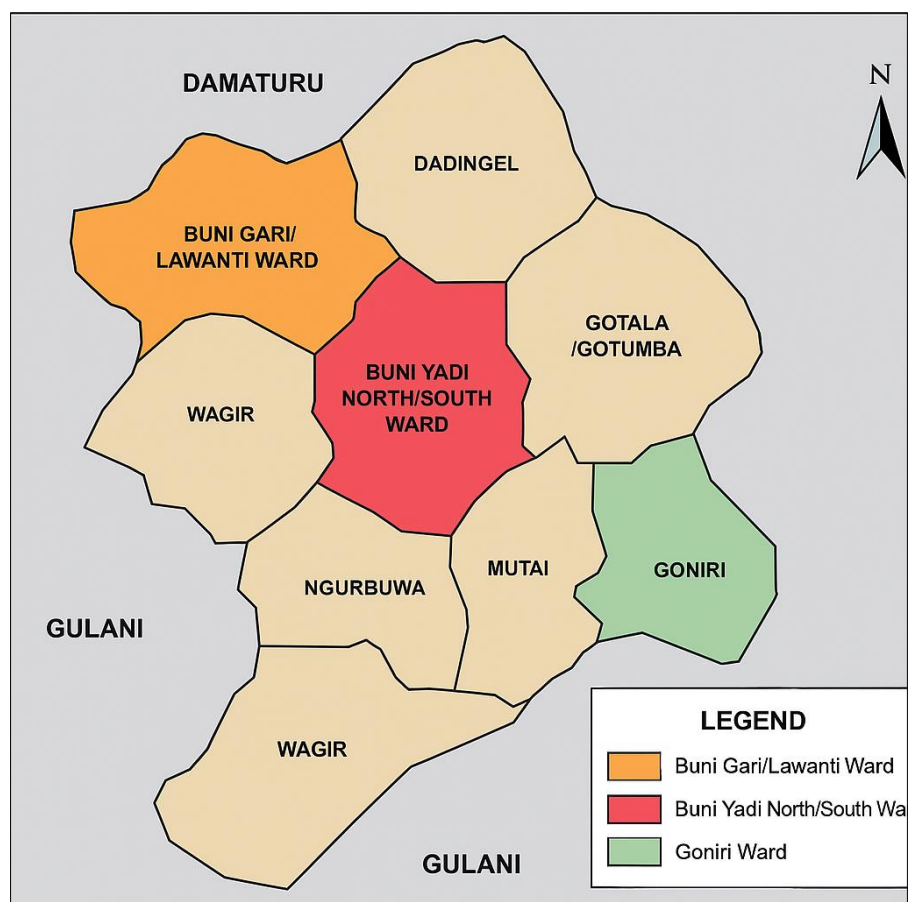 DAMATURU
N
DADINGEL
BUNI GARI/
LAWANTI WARD
GOTALA
/GOTUMBA
BUNI YADI
NORTH/SOUTH
WARD
WAGIR
MUTAI
GONIRI
NGURBUWA
GULANI
WAGIR
GULANI
LEGEND
Buni Gari/Lawanti Ward
Buni Yadi North/South Wa
Goniri Ward